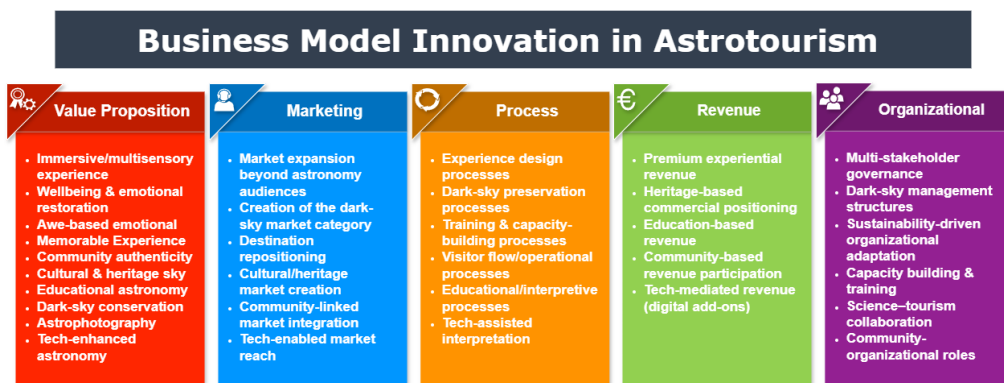 Business Model Innovation in Astrotourism
Value Proposition
• Immersive/multisensory
experience
• Wellbeing & emotional
restoration
• Awe-based emotional
• Memorable Experience
• Community authenticity
• Cultural & heritage sky
• Educational astronomy
• Dark-sky conservation
• Astrophotography
• Tech-enhanced
astronomy
Marketing
• Market expansion
beyond astronomy
audiences
• Creation of the dark-
sky market category
• Destination
repositioning
• Cultural/heritage
market creation
• Community-linked
market integration
• Tech-enabled market
reach
Process
• Experience design
processes
• Dark-sky preservation
processes
• Training & capacity-
building processes
• Visitor flow/operational
processes
• Educational/interpretive
processes
• Tech-assisted
interpretation
€
Revenue
• Premium experiential
revenue
• Heritage-based
commercial positioning
• Education-based
revenue
• Community-based
revenue participation
• Tech-mediated revenue
(digital add-ons)
Organizational
• Multi-stakeholder
governance
• Dark-sky management
structures
• Sustainability-driven
organizational
adaptation
• Capacity building &
training
• Science–tourism
collaboration
• Community-
organizational roles